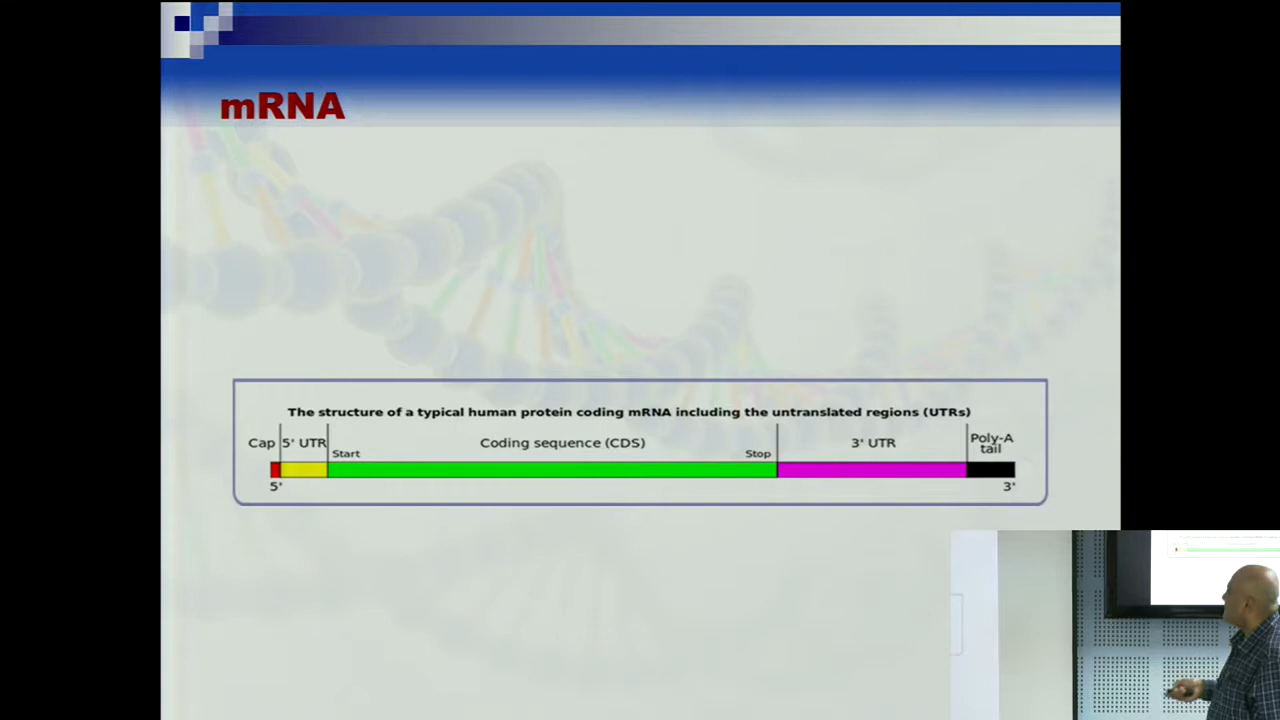 mRNA
The structure of a typical human protein coding mRNA including the untranslated regions (UTRs)
Cap 5' UTR Coding sequence (CDS) 3' UTR Poly-A tail
Start Stop
5' 3'